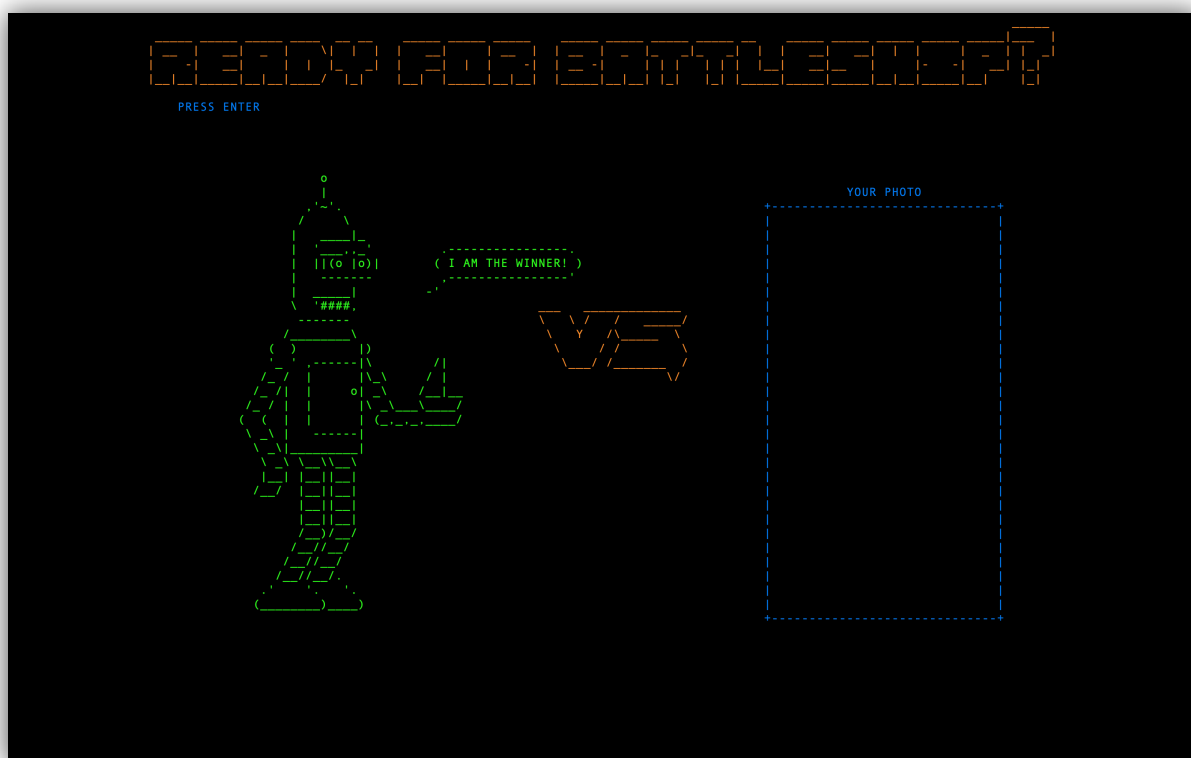 READY FOR BATTLESHIP?
PRESS ENTER
YOUR PHOTO
I AM THE WINNER!
VS